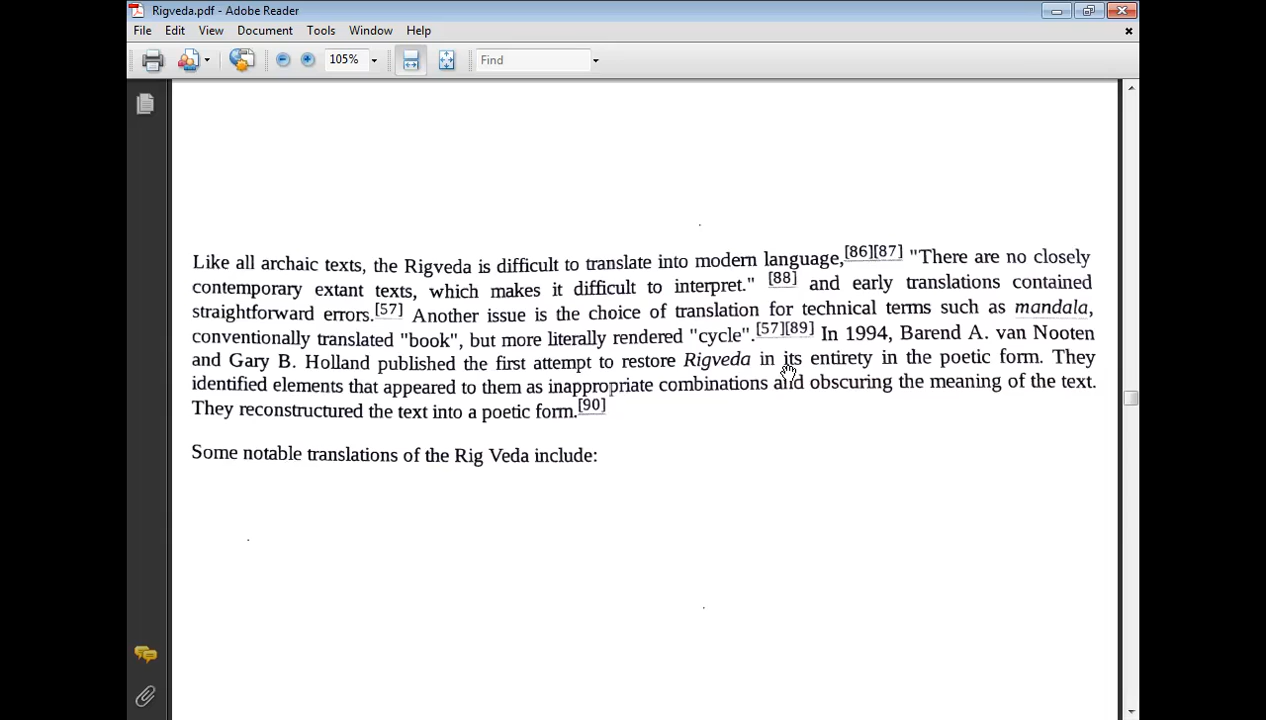 Rigveda.pdf - Adobe Reader
File Edit View Document Tools Window Help
105% Find
Like all archaic texts, the Rigveda is difficult to translate into modern language,[86][87] "There are no closely
contemporary extant texts, which makes it difficult to interpret." [88] and early translations contained
straightforward errors.[57] Another issue is the choice of translation for technical terms such as mandala,
conventionally translated "book", but more literally rendered "cycle".[57][89] In 1994, Barend A. van Nooten
and Gary B. Holland published the first attempt to restore Rigveda in its entirety in the poetic form. They
identified elements that appeared to them as inappropriate combinations and obscuring the meaning of the text.
They reconstructured the text into a poetic form.[90]
Some notable translations of the Rig Veda include: